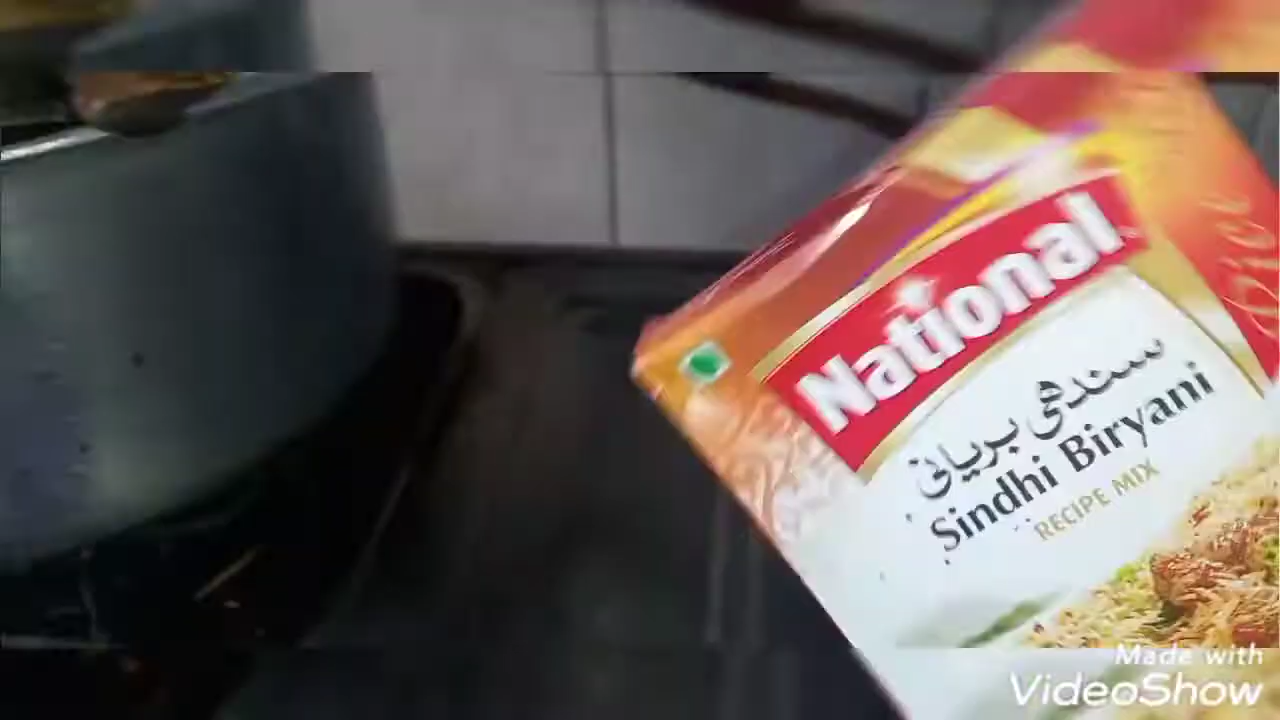 National
سندھی بریانی
Sindhi Biryani
RECIPE MIX
Made with
VideoShow